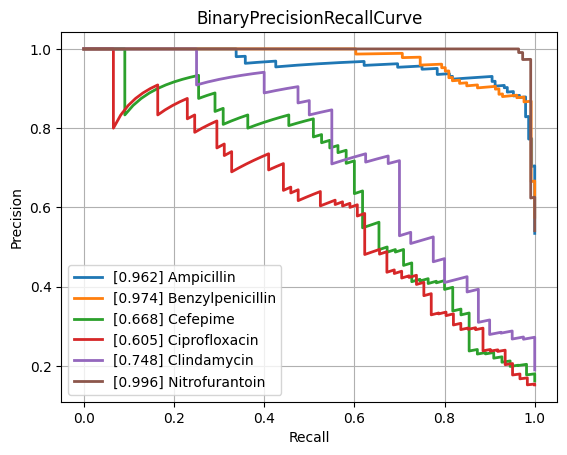 BinaryPrecisionRecallCurve
Precision
1.0
0.8
0.6
0.4
0.2
[0.962] Ampicillin
[0.974] Benzylpenicillin
[0.668] Cefepime
[0.605] Ciprofloxacin
[0.748] Clindamycin
[0.996] Nitrofurantoin
0.0 0.2 0.4 0.6 0.8 1.0
Recall